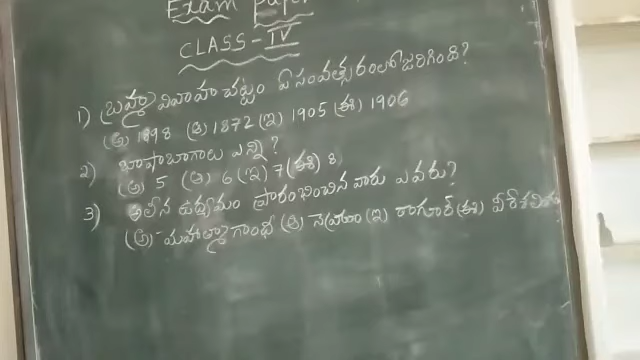 Exam Paper
CLASS-IV
1) బ్రహ్మ వివాహ చట్టం ఏ సంవత్సరంలో జరిగింది?
(అ) 1898 (ఆ) 1872 (ఇ) 1905 (ఈ) 1906
2) భాషాబాగాలు ఎన్ని?
(అ) 5 (ఆ) 6 (ఇ) 7 (ఈ) 8
3) అలీన ఉద్యమం ప్రారంభించిన వారు ఎవరు?
(అ) మహాత్మాగాంధీ (ఆ) నెహ్రూ (ఇ) ఠాగూర్ (ఈ)